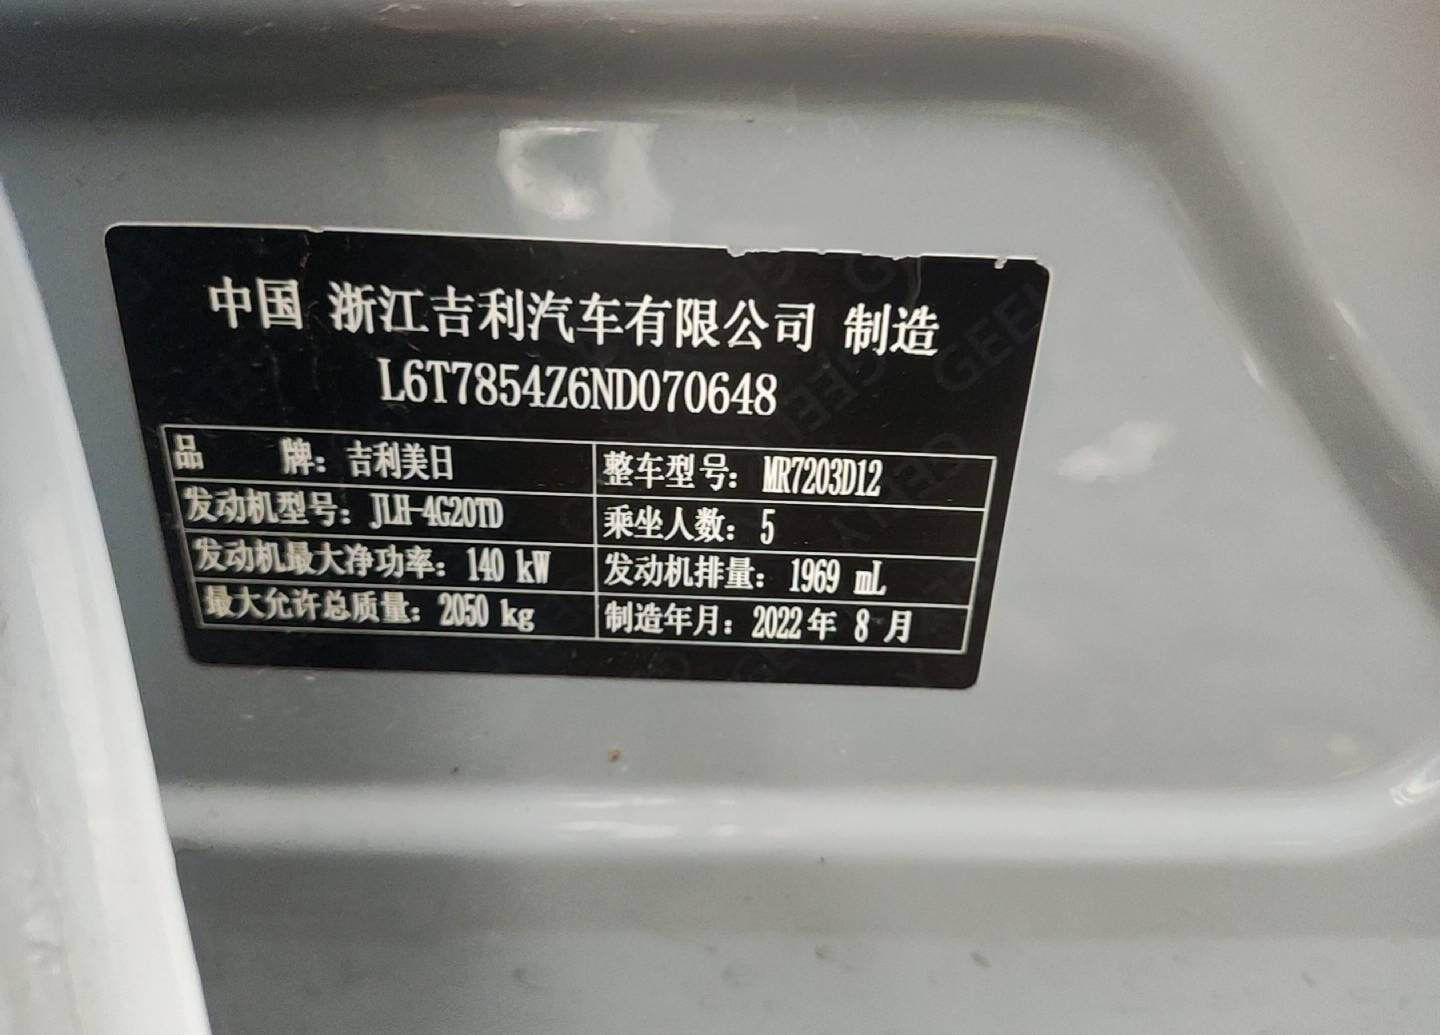 中国 浙江吉利汽车有限公司 制造
L6T7854Z6ND070648
品 牌：吉利美日 整车型号：MR7203D12
发动机型号：JLH-4G20TD 乘坐人数：5
发动机最大净功率：140 kW 发动机排量：1969 mL
最大允许总质量：2050 kg 制造年月：2022年 8 月